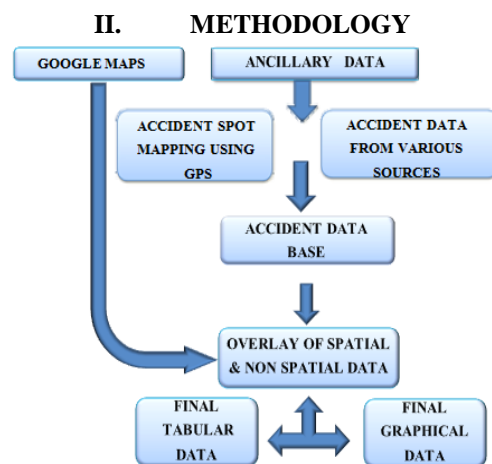 II. METHODOLOGY
GOOGLE MAPS
ANCILLARY DATA
ACCIDENT SPOT
MAPPING USING
GPS
ACCIDENT DATA
FROM VARIOUS
SOURCES
ACCIDENT DATA
BASE
OVERLAY OF SPATIAL
& NON SPATIAL DATA
FINAL
TABULAR
DATA
FINAL
GRAPHICAL
DATA